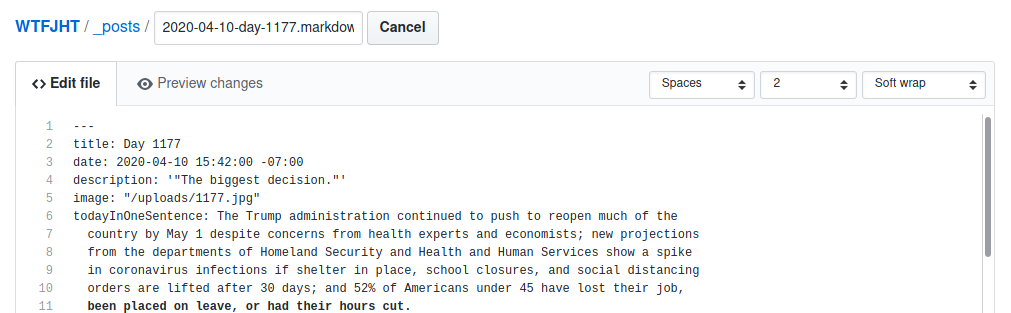 WTFJHT / _posts / 2020-04-10-day-1177.markdow Cancel
<> Edit file Preview changes Spaces 2 Soft wrap
1 ---
2 title: Day 1177
3 date: 2020-04-10 15:42:00 -07:00
4 description: '"The biggest decision."'
5 image: "/uploads/1177.jpg"
6 todayInOneSentence: The Trump administration continued to push to reopen much of the
7 country by May 1 despite concerns from health experts and economists; new projections
8 from the departments of Homeland Security and Health and Human Services show a spike
9 in coronavirus infections if shelter in place, school closures, and social distancing
10 orders are lifted after 30 days; and 52% of Americans under 45 have lost their job,
11 been placed on leave, or had their hours cut.